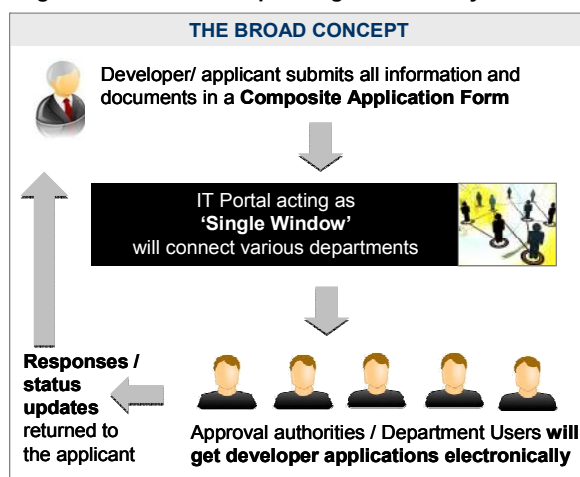 THE BROAD CONCEPT
Developer/ applicant submits all information and
documents in a Composite Application Form
IT Portal acting as
‘Single Window’
will connect various departments
Responses /
status
updates
returned to
the applicant
Approval authorities / Department Users will
get developer applications electronically